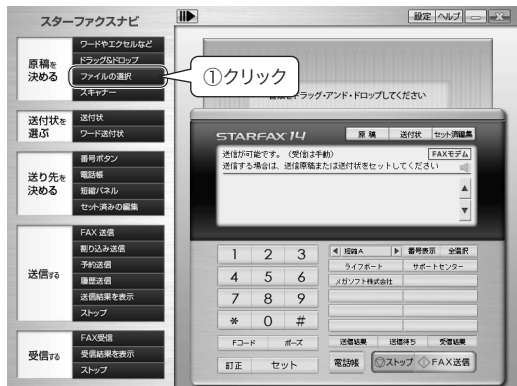 スターファクスナビ
設定 ヘルプ
原稿を決める
ワードやエクセルなど
ドラッグ&ドロップ
ファイルの選択
スキャナー
①クリック
をドラッグ・アンド・ドロップしてください
送付状を選ぶ
送付状
ワード送付状
STARFAX 14
原稿 送付状 セット済編集
送信が可能です。（受信は手動） FAXモデム
送信する場合は、送信原稿または送付状をセットしてください
送り先を決める
番号ボタン
電話帳
短縮パネル
セット済みの編集
送信する
FAX 送信
割り込み送信
予約送信
履歴送信
送信結果を表示
ストップ
1 2 3
4 5 6
7 8 9
* 0 #
Fコード ポーズ
訂正 セット
短縮A 番号表示 全選択
ライフボート サポートセンター
メガソフト株式会社
送信結果 送信待ち 受信結果
電話帳 ストップ FAX送信
受信する
FAX受信
受信結果を表示
ストップ